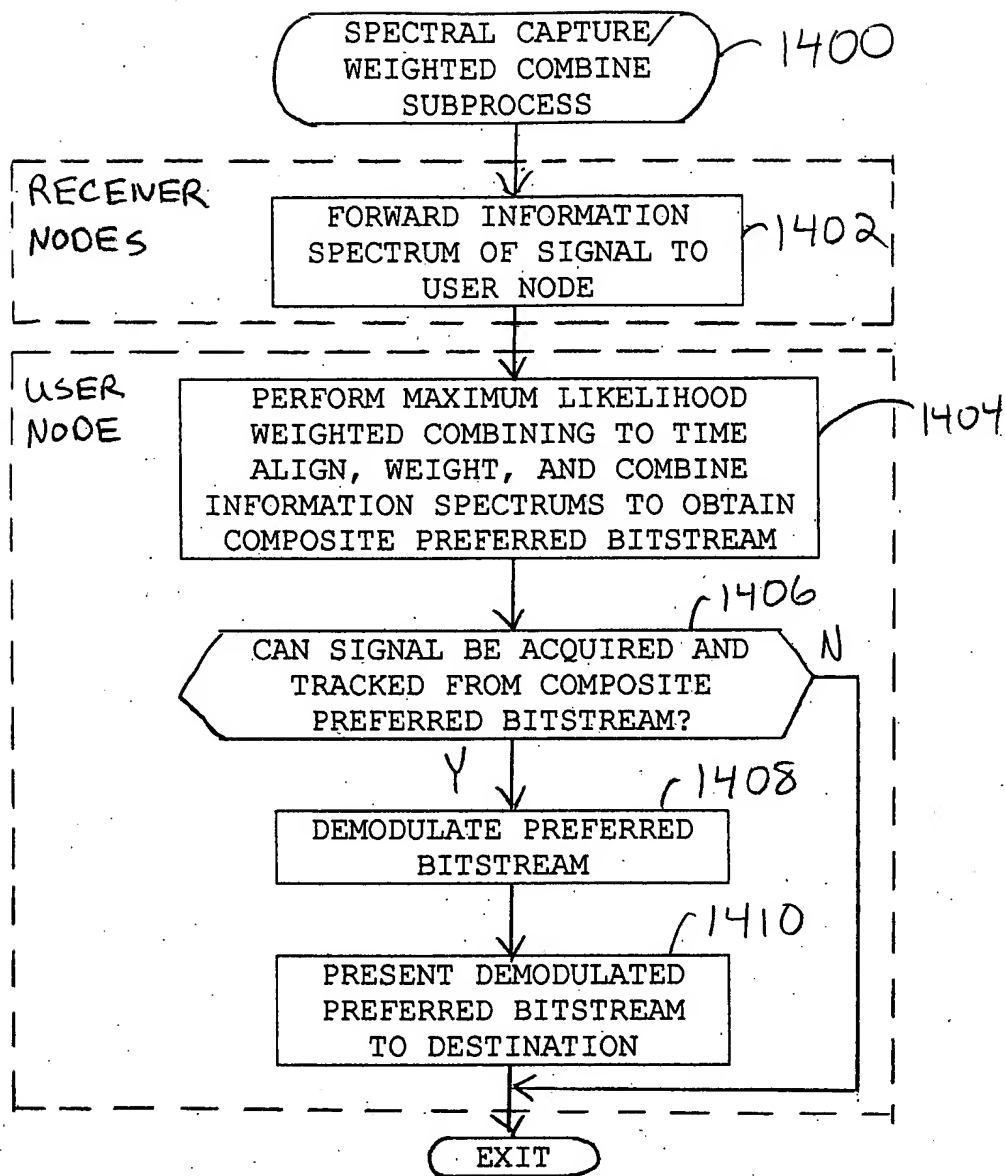 SPECTRAL CAPTURE/
WEIGHTED COMBINE
SUBPROCESS
1400
RECEIVER
NODES
FORWARD INFORMATION
SPECTRUM OF SIGNAL TO
USER NODE
1402
USER
NODE
PERFORM MAXIMUM LIKELIHOOD
WEIGHTED COMBINING TO TIME
ALIGN, WEIGHT, AND COMBINE
INFORMATION SPECTRUMS TO OBTAIN
COMPOSITE PREFERRED BITSTREAM
1404
1406
CAN SIGNAL BE ACQUIRED AND
TRACKED FROM COMPOSITE
PREFERRED BITSTREAM?
N
Y
1408
DEMODULATE PREFERRED
BITSTREAM
1410
PRESENT DEMODULATED
PREFERRED BITSTREAM
TO DESTINATION
EXIT